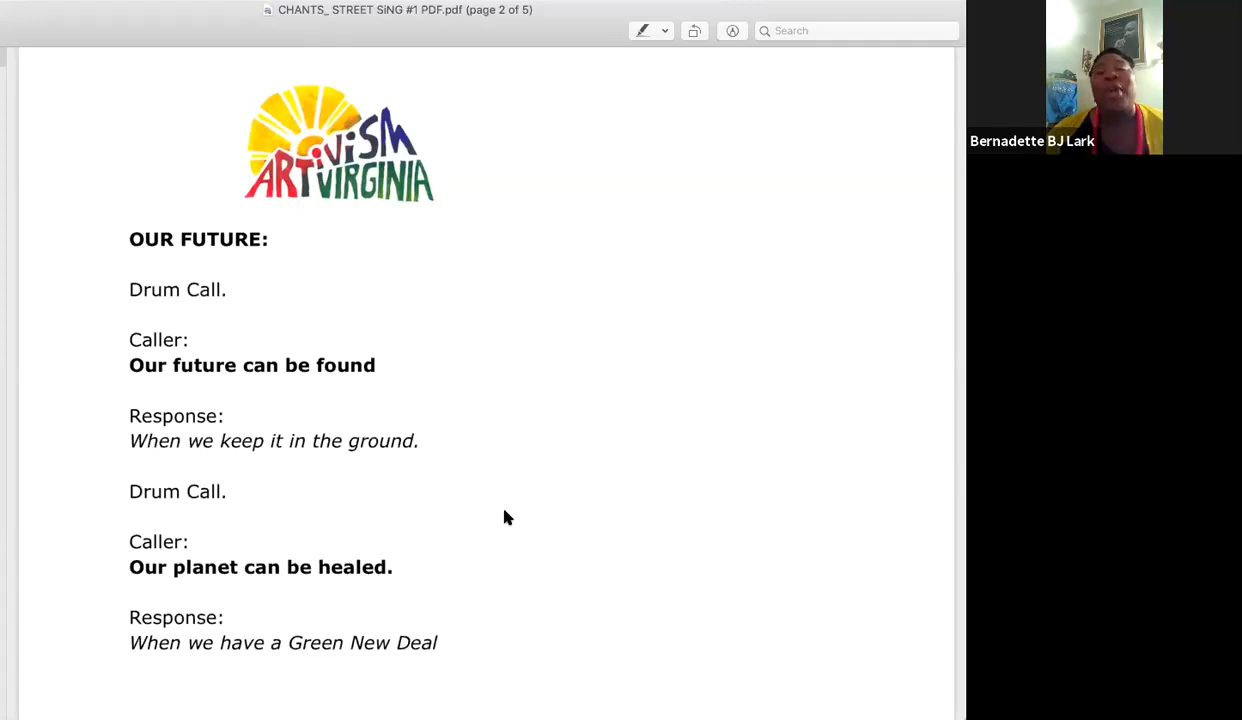 CHANTS_ STREET SiNG #1 PDF.pdf (page 2 of 5)
Search
ARTiViSM
VIRGINIA
Bernadette BJ Lark
OUR FUTURE:
Drum Call.
Caller:
Our future can be found
Response:
When we keep it in the ground.
Drum Call.
Caller:
Our planet can be healed.
Response:
When we have a Green New Deal